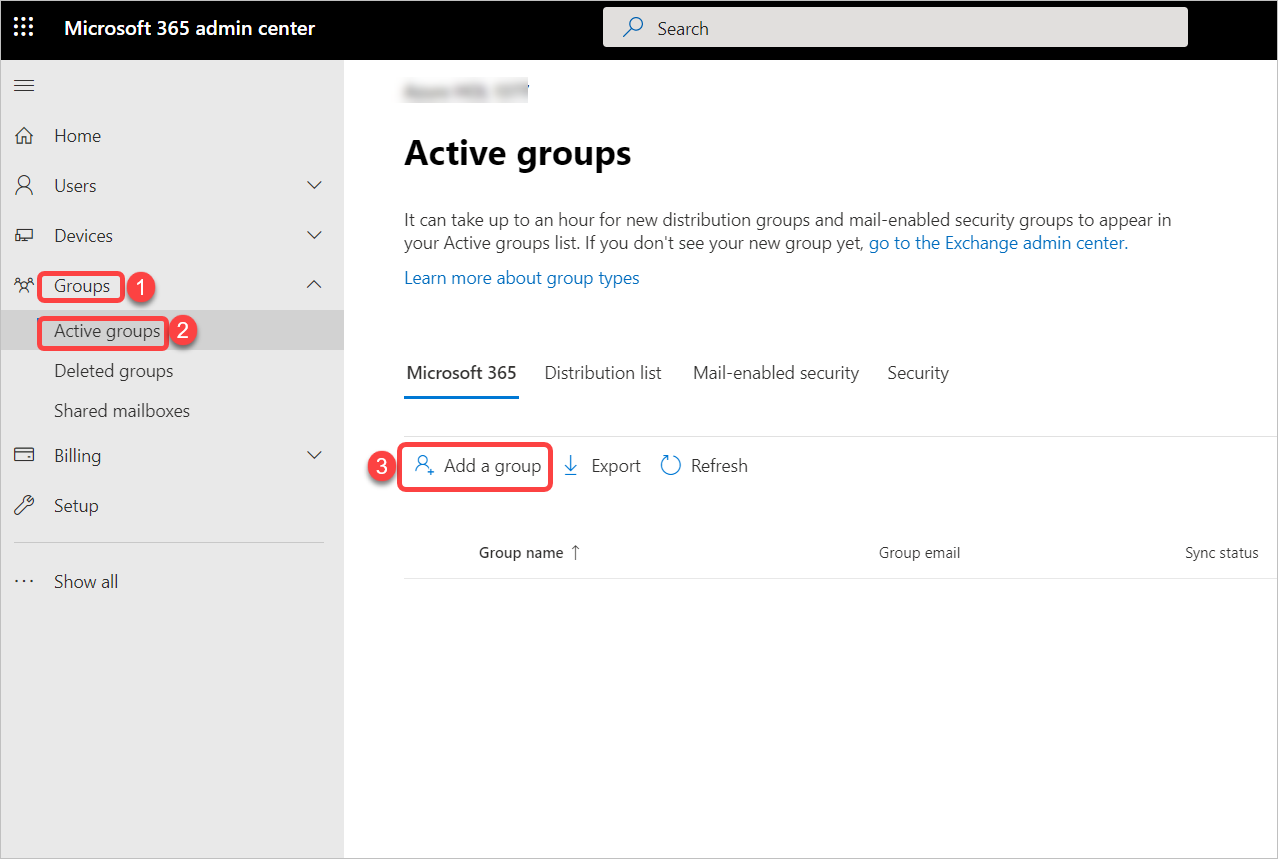 Microsoft 365 admin center
Search
Home
Users
Devices
Groups
1
Active groups
2
Deleted groups
Shared mailboxes
Billing
Setup
··· Show all
Active groups
It can take up to an hour for new distribution groups and mail-enabled security groups to appear in
your Active groups list. If you don't see your new group yet, go to the Exchange admin center.
Learn more about group types
Microsoft 365 Distribution list Mail-enabled security Security
3 Add a group Export Refresh
Group name ↑ Group email Sync status